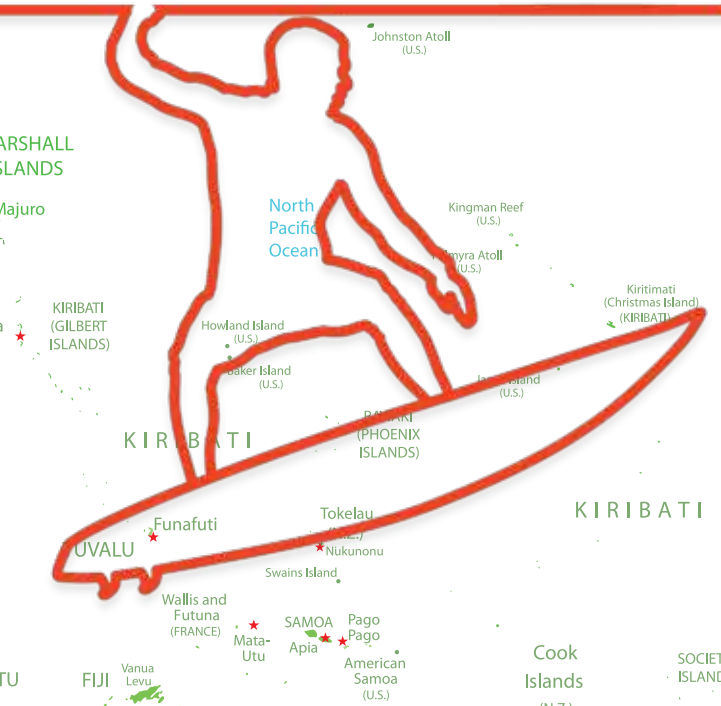 Johnston Atoll
(U.S.)
ARSHALL
SLANDS
Majuro
North
Pacific
Ocean
Kingman Reef
(U.S.)
Palmyra Atoll
(U.S.)
Kiritimati
(Christmas Island)
(KIRIBATI)
KIRIBATI
(GILBERT
ISLANDS)
a
Howland Island
(U.S.)
Baker Island
(U.S.)
Island
(U.S.)
(PHOENIX
ISLANDS)
KIRIBATI
KIRIBATI
Funafuti
UVALU
Tokelau
Nukunonu
Swains Island
Wallis and
Futuna
(FRANCE)
Mata-
Utu
SAMOA
Apia
Pago
Pago
American
Samoa
(U.S.)
Cook
Islands
(N.Z.)
SOCIET
ISLAND
TU
FIJI
Vanua
Levu